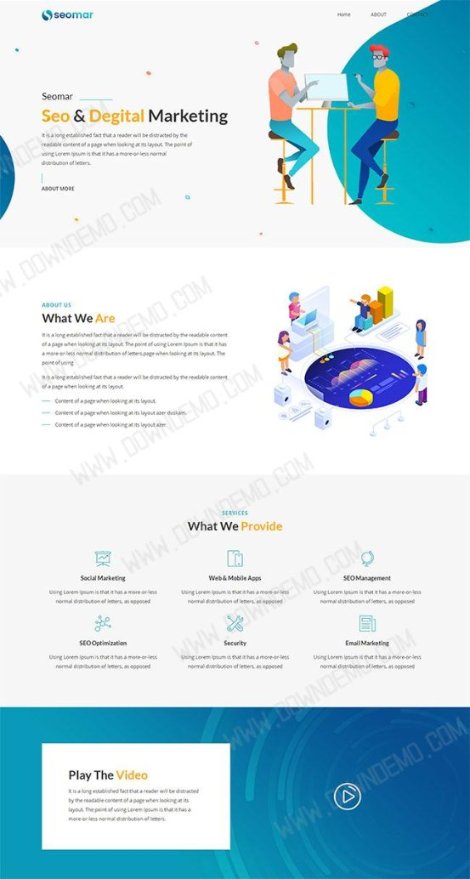 seomar
Home ABOUT CONTACT
Seomar
Seo & Degital Marketing
It is a long established fact that a reader will be distracted by the
readable content of a page when looking at its layout. The point of
using Lorem Ipsum is that it has a more-or-less normal
distribution of letters.
ABOUT MORE
ABOUT US
What We Are
It is a long established fact that a reader will be distracted by the readable content
of a page when looking at its layout. The point of using Lorem Ipsum is that it has
a more-or-less normal distribution of letters page when looking at its layout. The
point of using
It is a long established fact that a reader will be distracted by the readable content
of a page when looking at its layout.
Content of a page when looking at its layout.
Content of a page when looking at its layout azer duskam.
Content of a page when looking at its layout azer
SERVICES
What We Provide
Social Marketing
Using Lorem Ipsum is that it has a more-or-less
normal distribution of letters, as opposed
Web & Mobile Apps
Using Lorem Ipsum is that it has a more-or-less
normal distribution of letters, as opposed
SEO Management
Using Lorem Ipsum is that it has a more-or-less
normal distribution of letters, as opposed
SEO Optimization
Using Lorem Ipsum is that it has a more-or-less
normal distribution of letters, as opposed
Security
Using Lorem Ipsum is that it has a more-or-less
normal distribution of letters, as opposed
Email Marketing
Using Lorem Ipsum is that it has a more-or-less
normal distribution of letters, as opposed
Play The Video
It is a long established fact that a reader will be distracted
by the readable content of a page when looking at its
layout. The point of using Lorem Ipsum is that it has a
more-or-less normal distribution of letters.
WWW.DOWNDEMO.COM